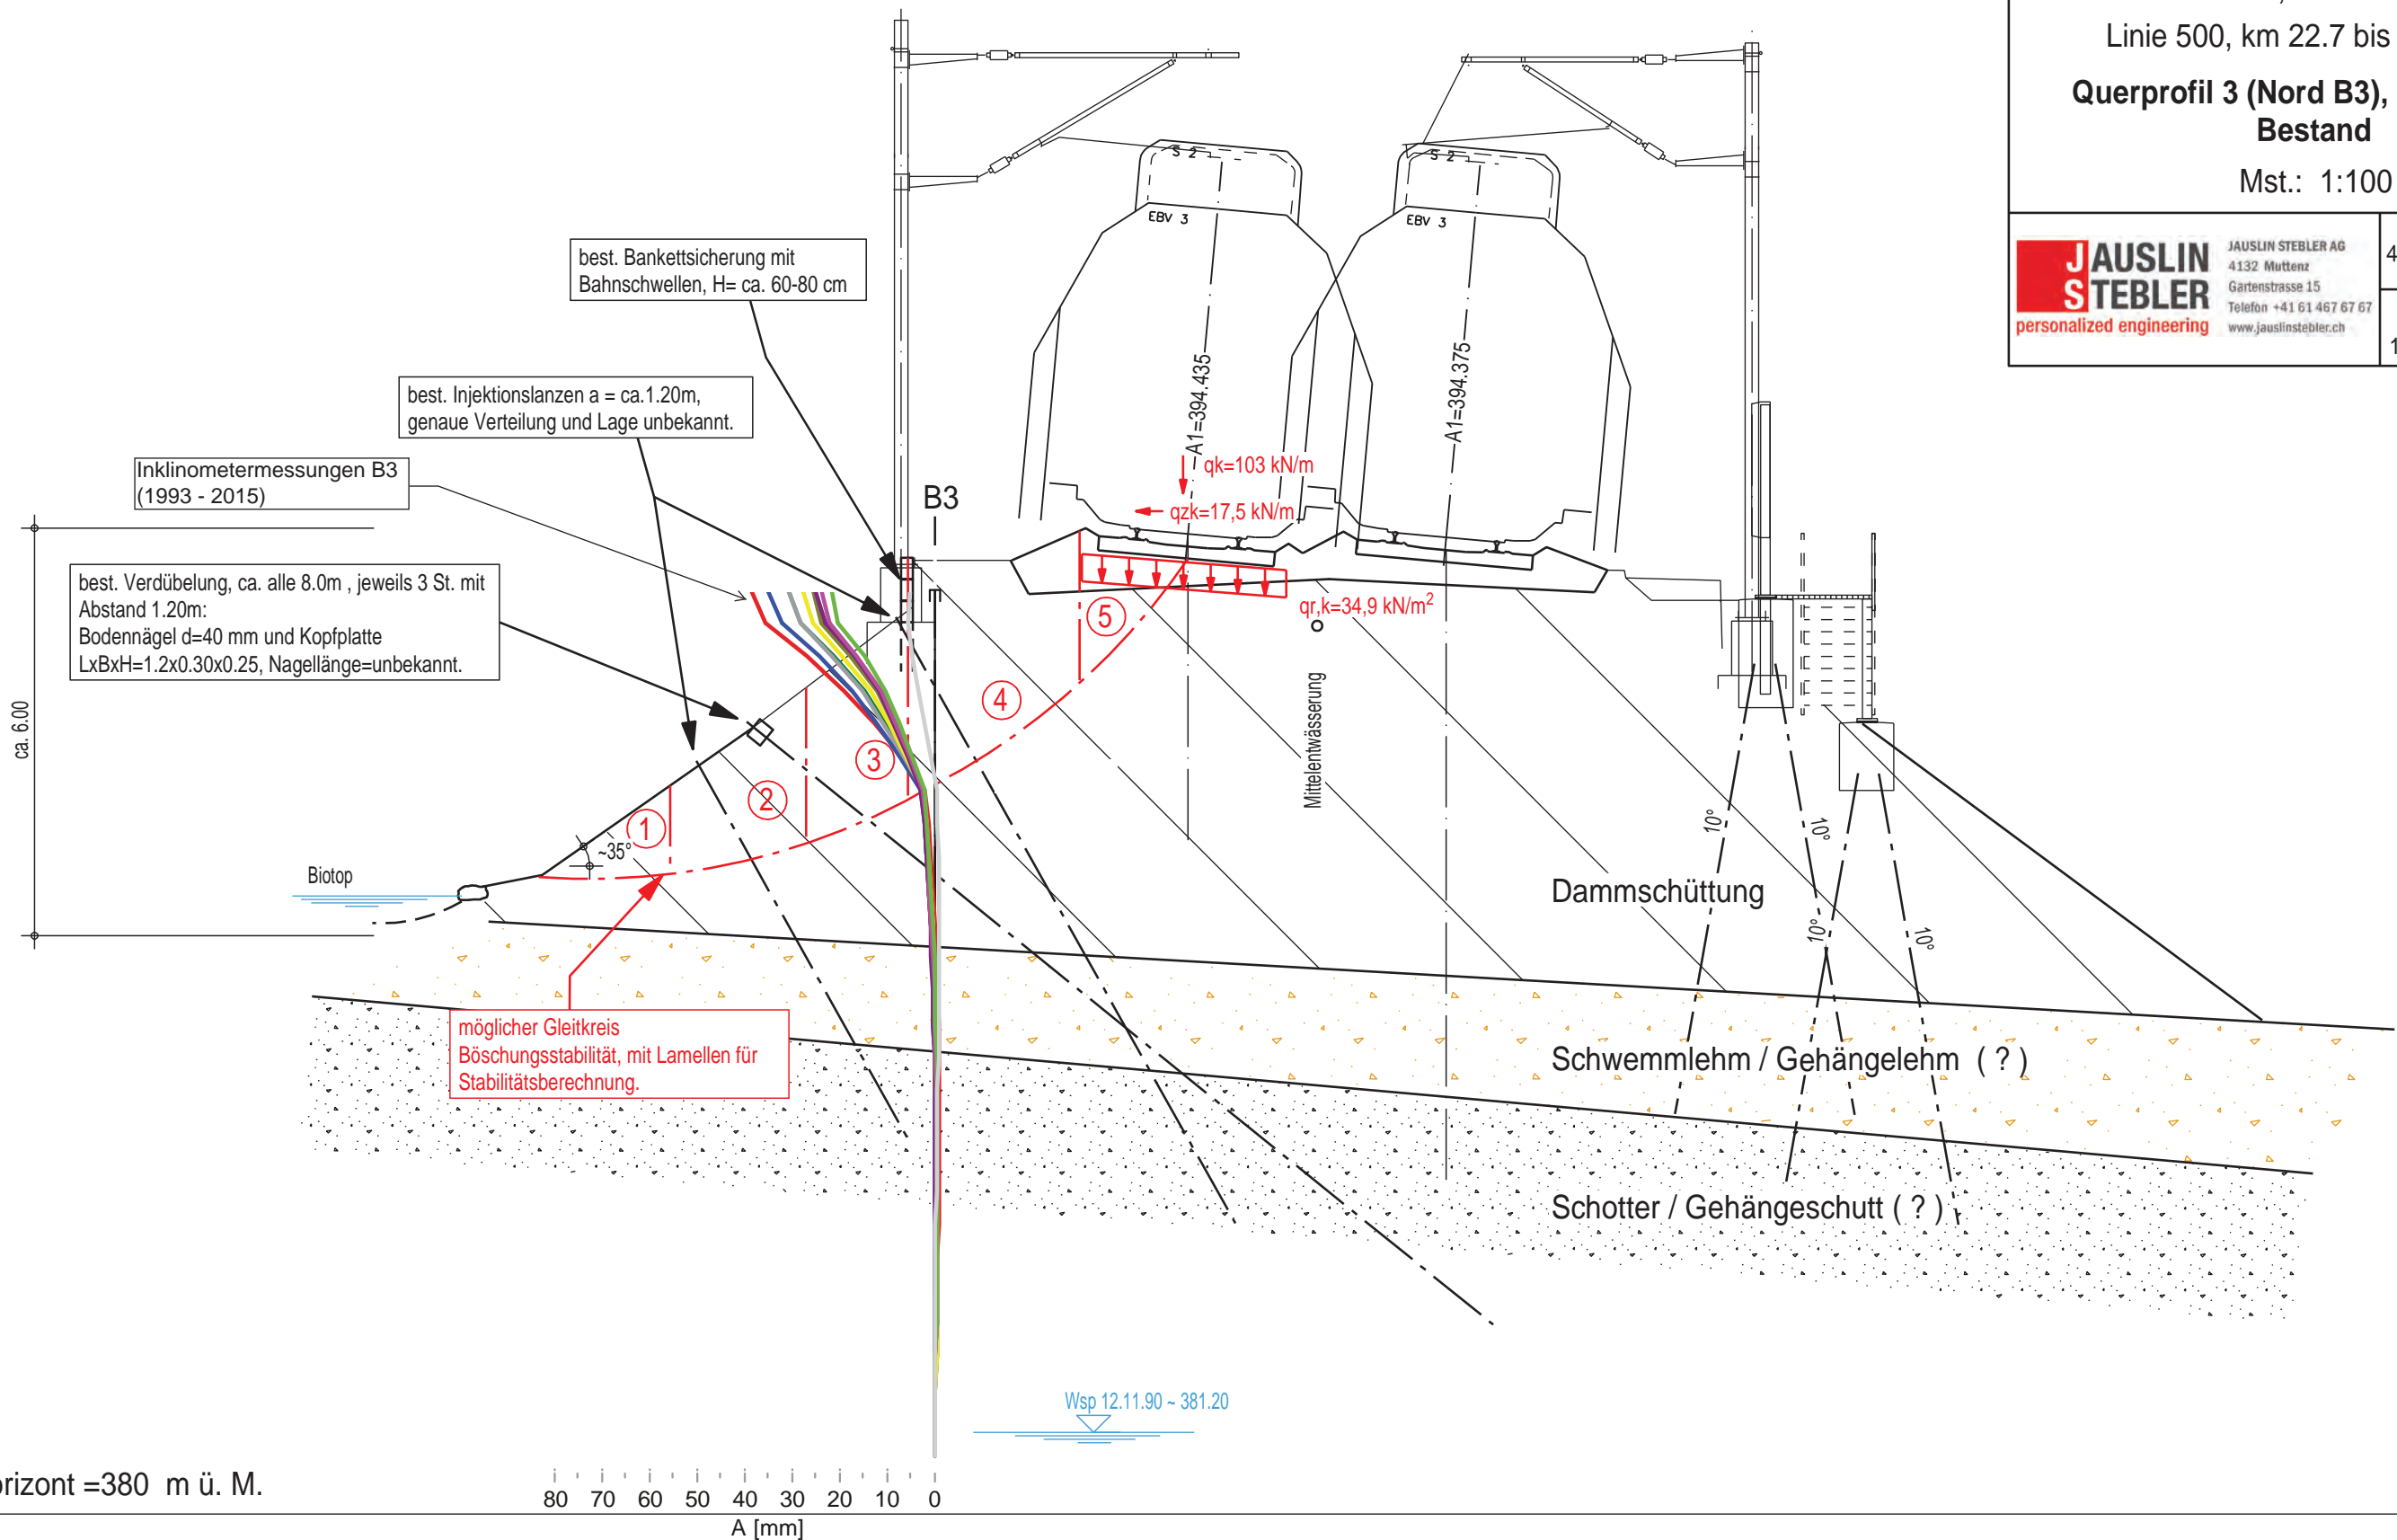 Linie 500, km 22.7 bis
Querprofil 3 (Nord B3),
Bestand
Mst.: 1:100
JAUSLIN
STEBLER
personalized engineering
JAUSLIN STEBLER AG
4132 Muttenz
Gartenstrasse 15
Telefon +41 61 467 67 67
www.jauslinstebler.ch
4
1
S 2
S 2
EBV 3
EBV 3
A1=394.435
A1=394.375
best. Bankettsicherung mit
Bahnschwellen, H= ca. 60-80 cm
best. Injektionslanzen a = ca.1.20m,
genaue Verteilung und Lage unbekannt.
Inklinometermessungen B3
(1993 - 2015)
B3
qk=103 kN/m
qzk=17,5 kN/m
best. Verdübelung, ca. alle 8.0m , jeweils 3 St. mit
Abstand 1.20m:
Bodennägel d=40 mm und Kopfplatte
LxBxH=1.2x0.30x0.25, Nagellänge=unbekannt.
qr,k=34,9 kN/m²
5
4
3
2
1
ca. 6.00
Mittelentwässerung
~35°
10°
10°
10°
10°
Biotop
Dammschüttung
möglicher Gleitkreis
Böschungsstabilität, mit Lamellen für
Stabilitätsberechnung.
Schwemmlehm / Gehängelehm ( ? )
Schotter / Gehängeschutt ( ? )
Wsp 12.11.90 ~ 381.20
orizont =380 m ü. M.
80 70 60 50 40 30 20 10 0
A [mm]